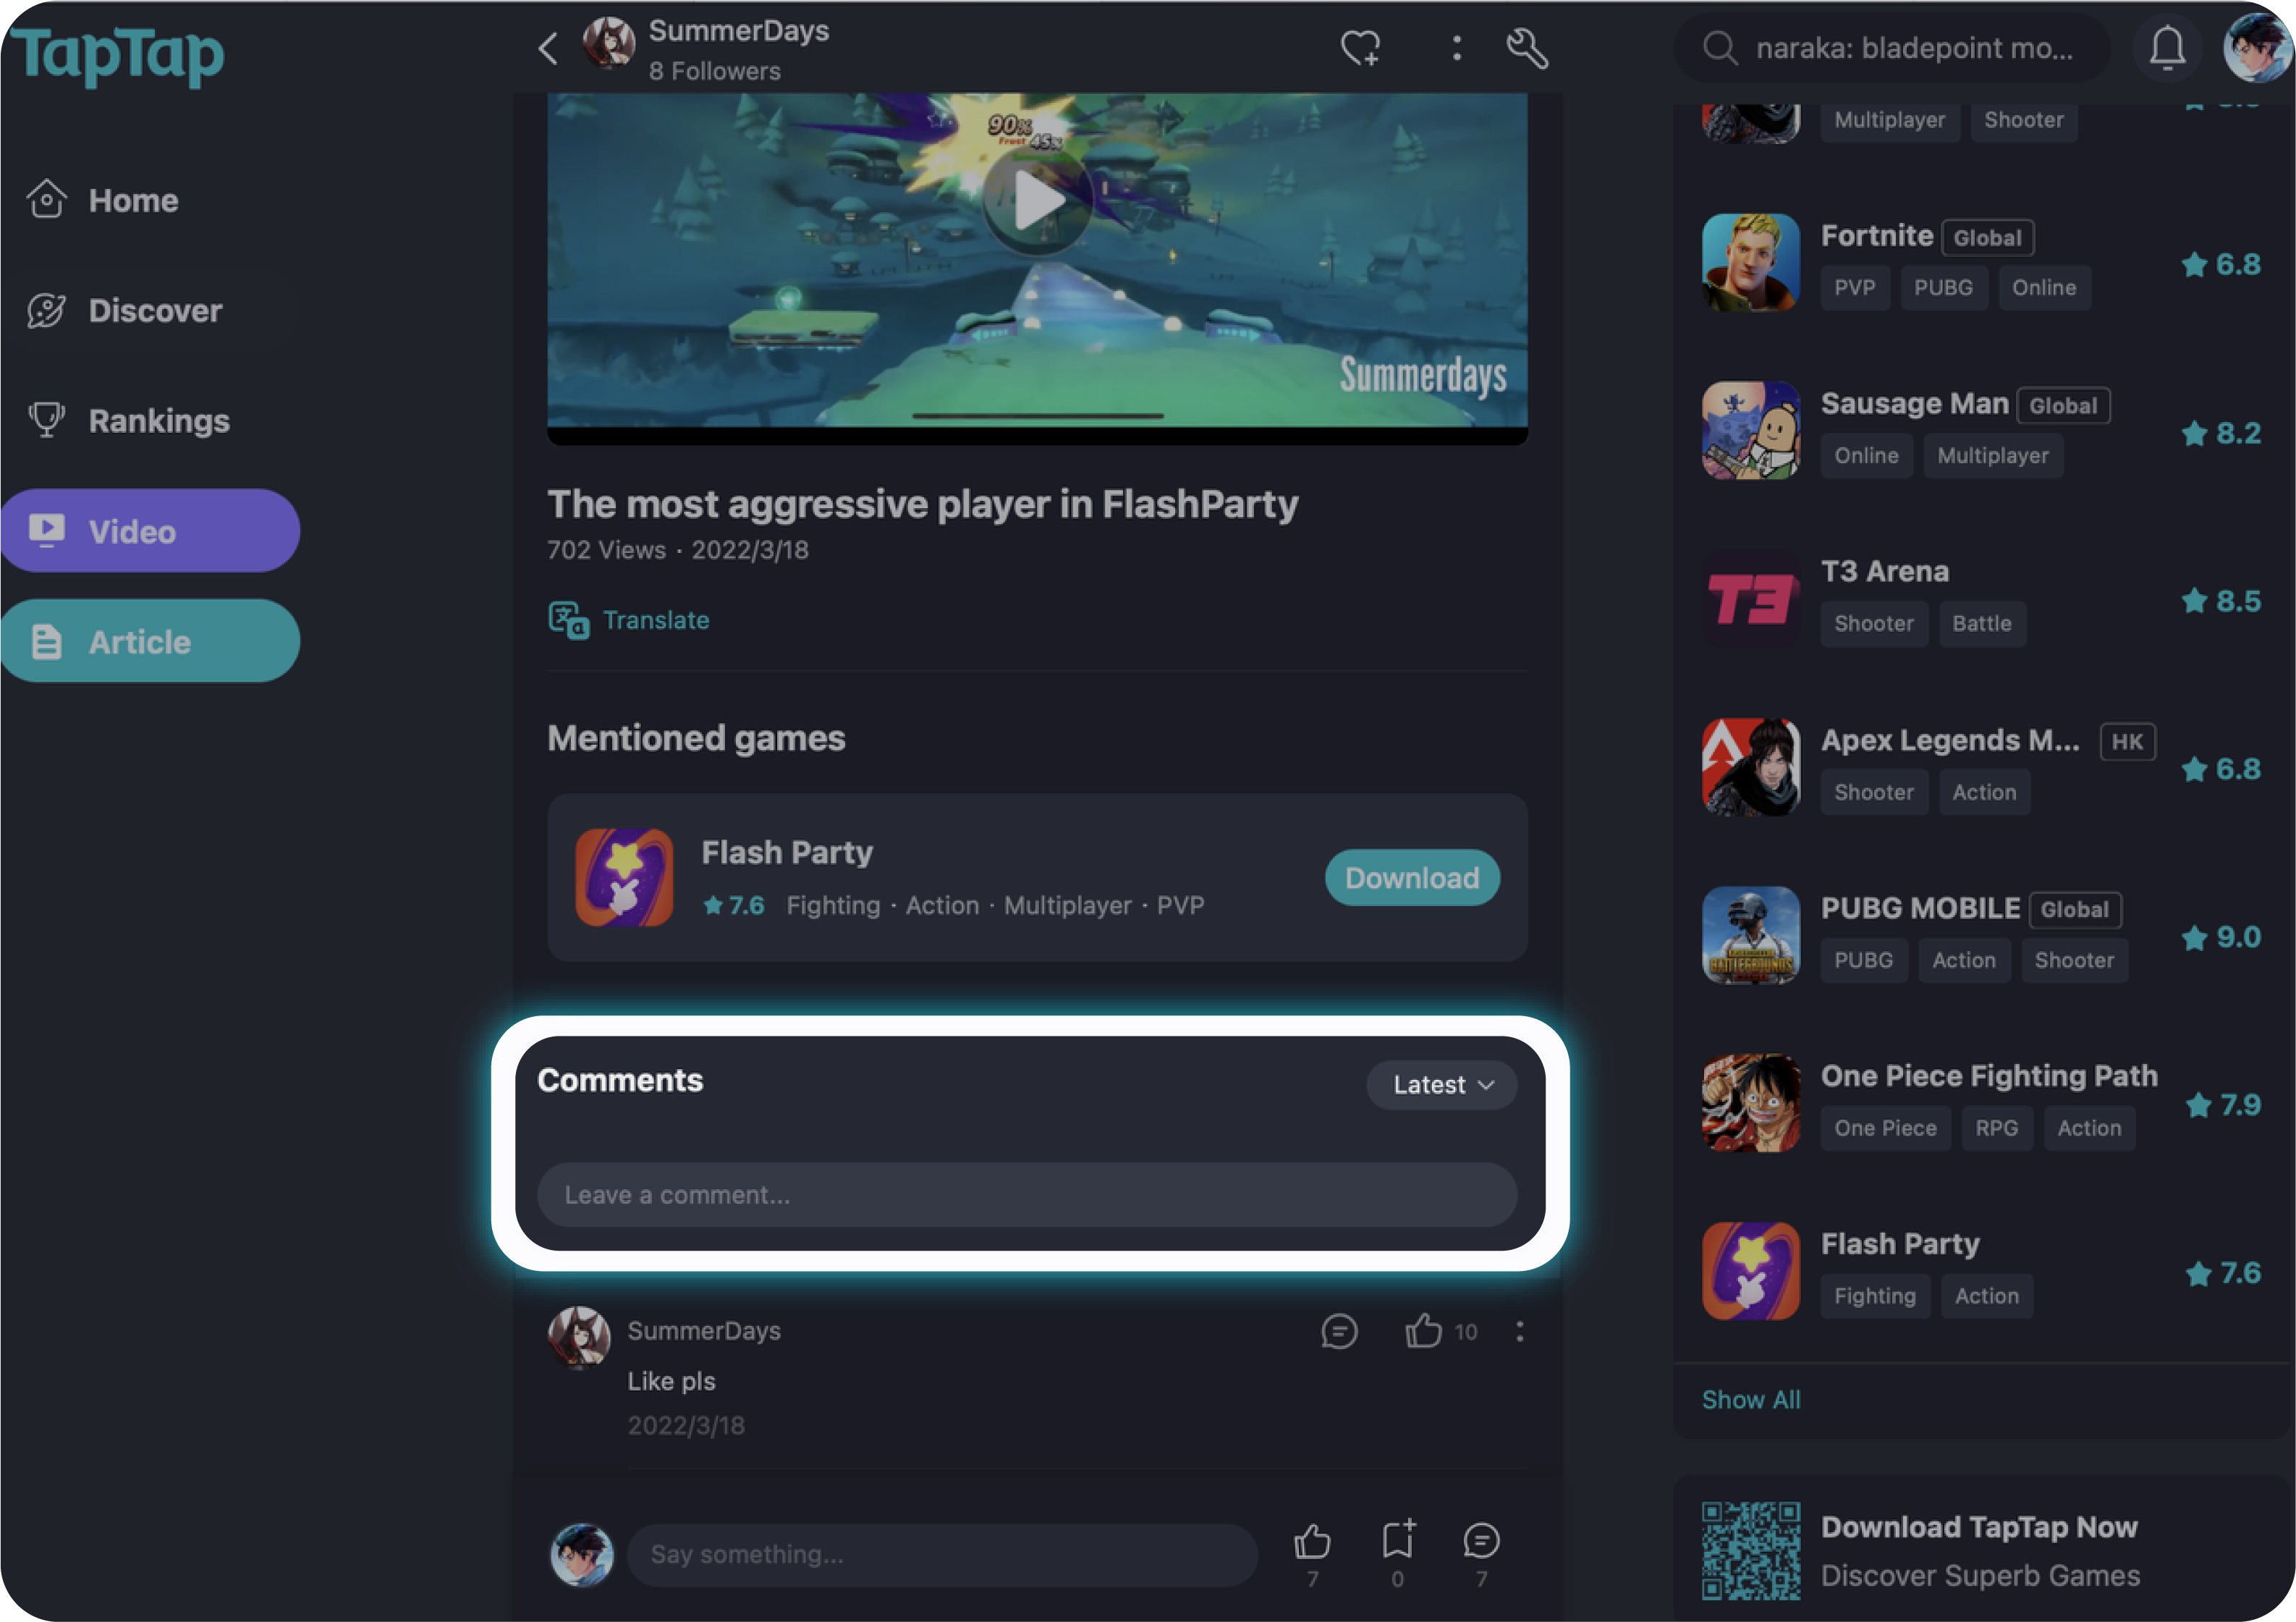 TapTap
Home
Discover
Rankings
Video
Article
SummerDays
8 Followers
90%
Frost 45%
Summerdays
The most aggressive player in FlashParty
702 Views · 2022/3/18
Translate
Mentioned games
Flash Party
7.6 Fighting · Action · Multiplayer · PVP
Download
Comments
Latest
Leave a comment...
SummerDays
10
Like pls
2022/3/18
Say something...
7
0
7
naraka: bladepoint mo...
Multiplayer Shooter
Fortnite Global
PVP PUBG Online
6.8
Sausage Man Global
Online Multiplayer
8.2
T3
T3 Arena
Shooter Battle
8.5
Apex Legends M... HK
Shooter Action
6.8
BATTLEGROUNDS
PUBG MOBILE Global
PUBG Action Shooter
9.0
One Piece Fighting Path
One Piece RPG Action
7.9
Flash Party
Fighting Action
7.6
Show All
Download TapTap Now
Discover Superb Games